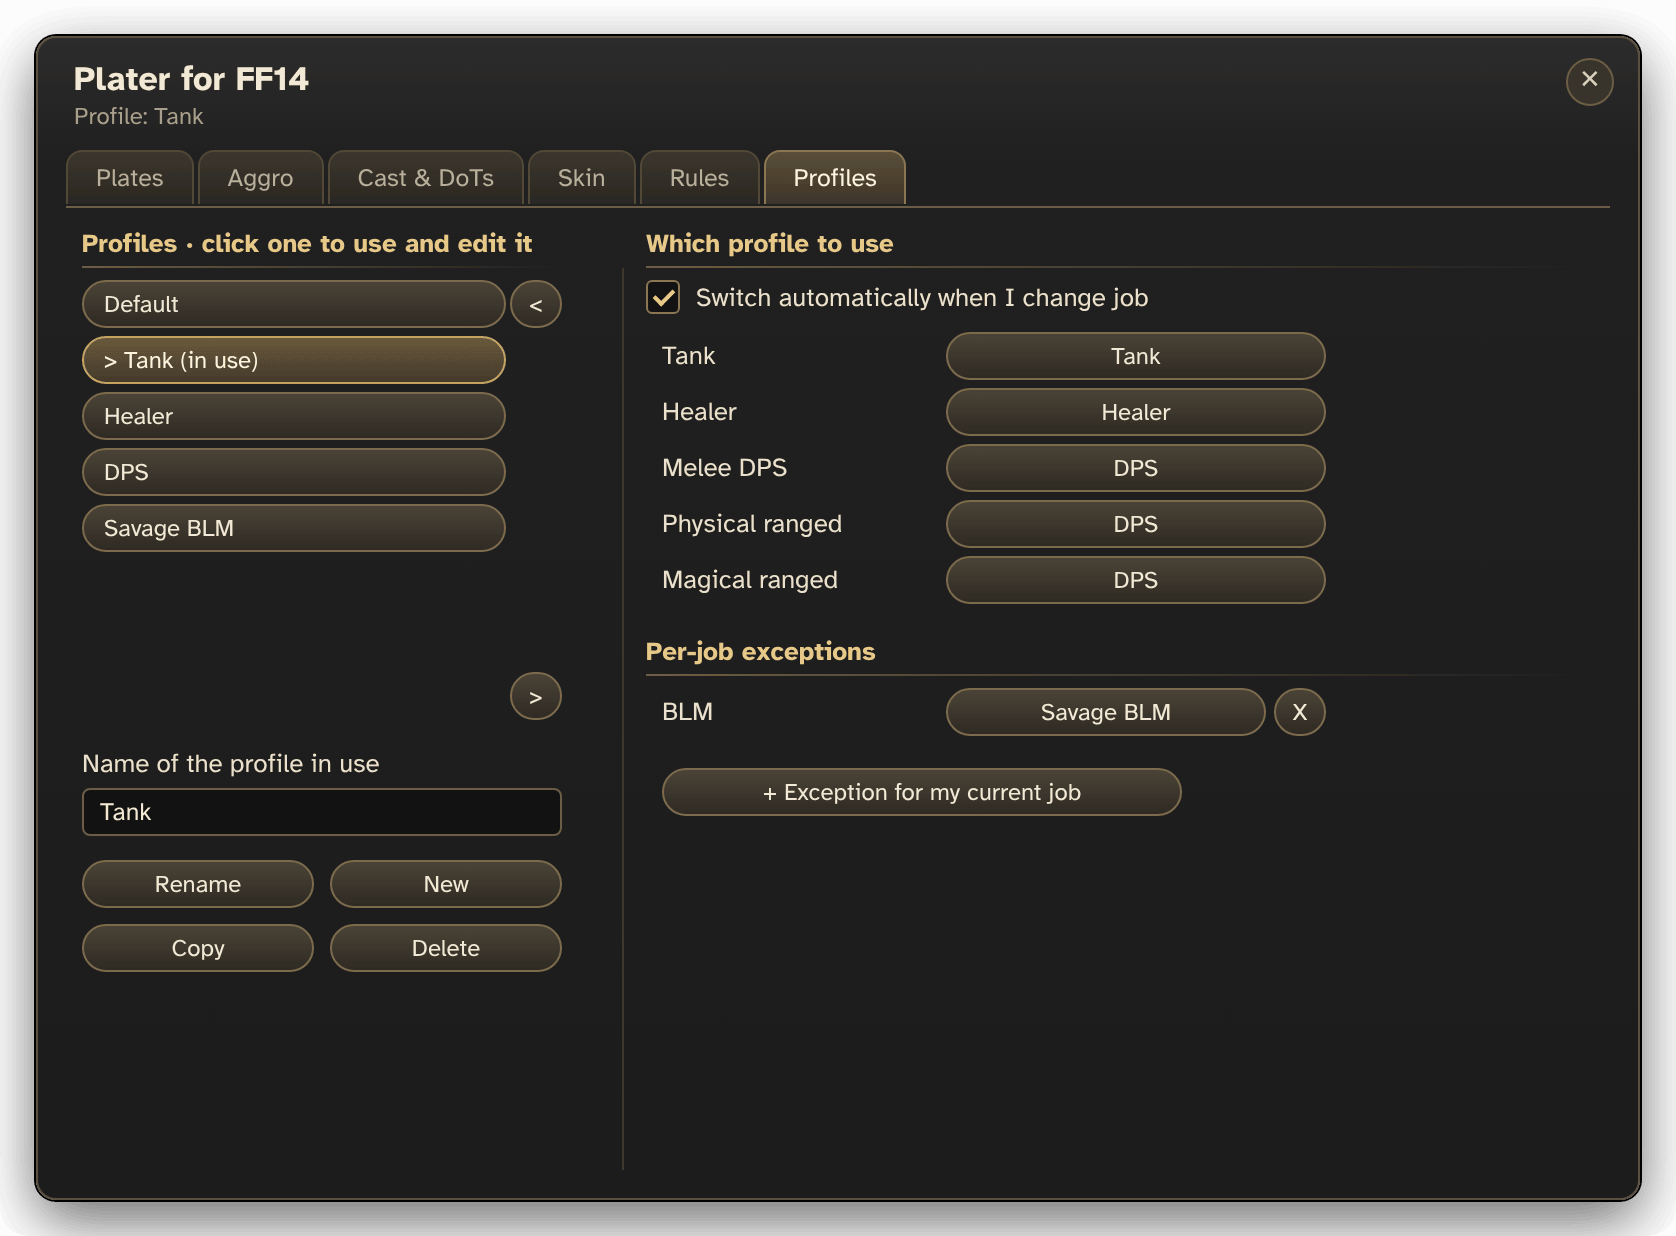 Plater for FF14
Profile: Tank
×
Plates
Aggro
Cast & DoTs
Skin
Rules
Profiles
Profiles · click one to use and edit it
Default
<
> Tank (in use)
Healer
DPS
Savage BLM
>
Name of the profile in use
Tank
Rename
New
Copy
Delete
Which profile to use
Switch automatically when I change job
Tank
Tank
Healer
Healer
Melee DPS
DPS
Physical ranged
DPS
Magical ranged
DPS
Per-job exceptions
BLM
Savage BLM
X
+ Exception for my current job